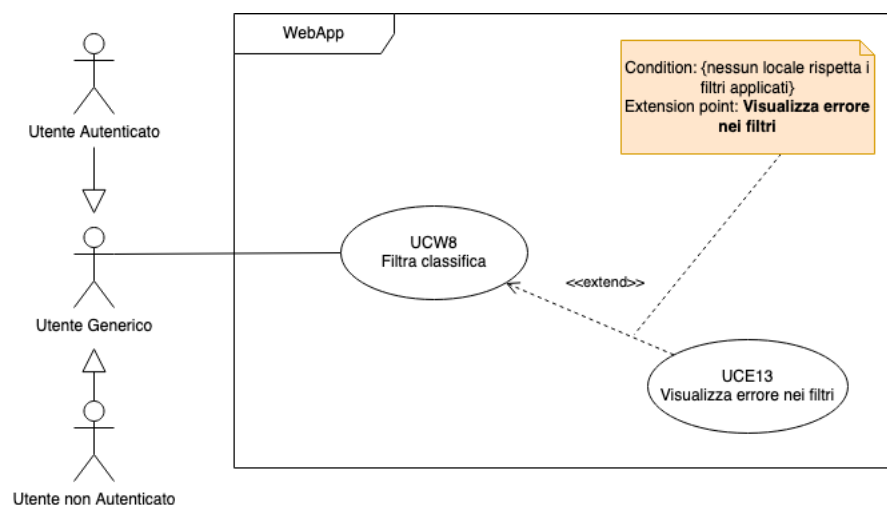 WebApp
Utente Autenticato
Condition: {nessun locale rispetta i
filtri applicati}
Extension point: Visualizza errore
nei filtri
UCW8
Filtra classifica
<<extend>>
Utente Generico
UCE13
Visualizza errore nei filtri
Utente non Autenticato